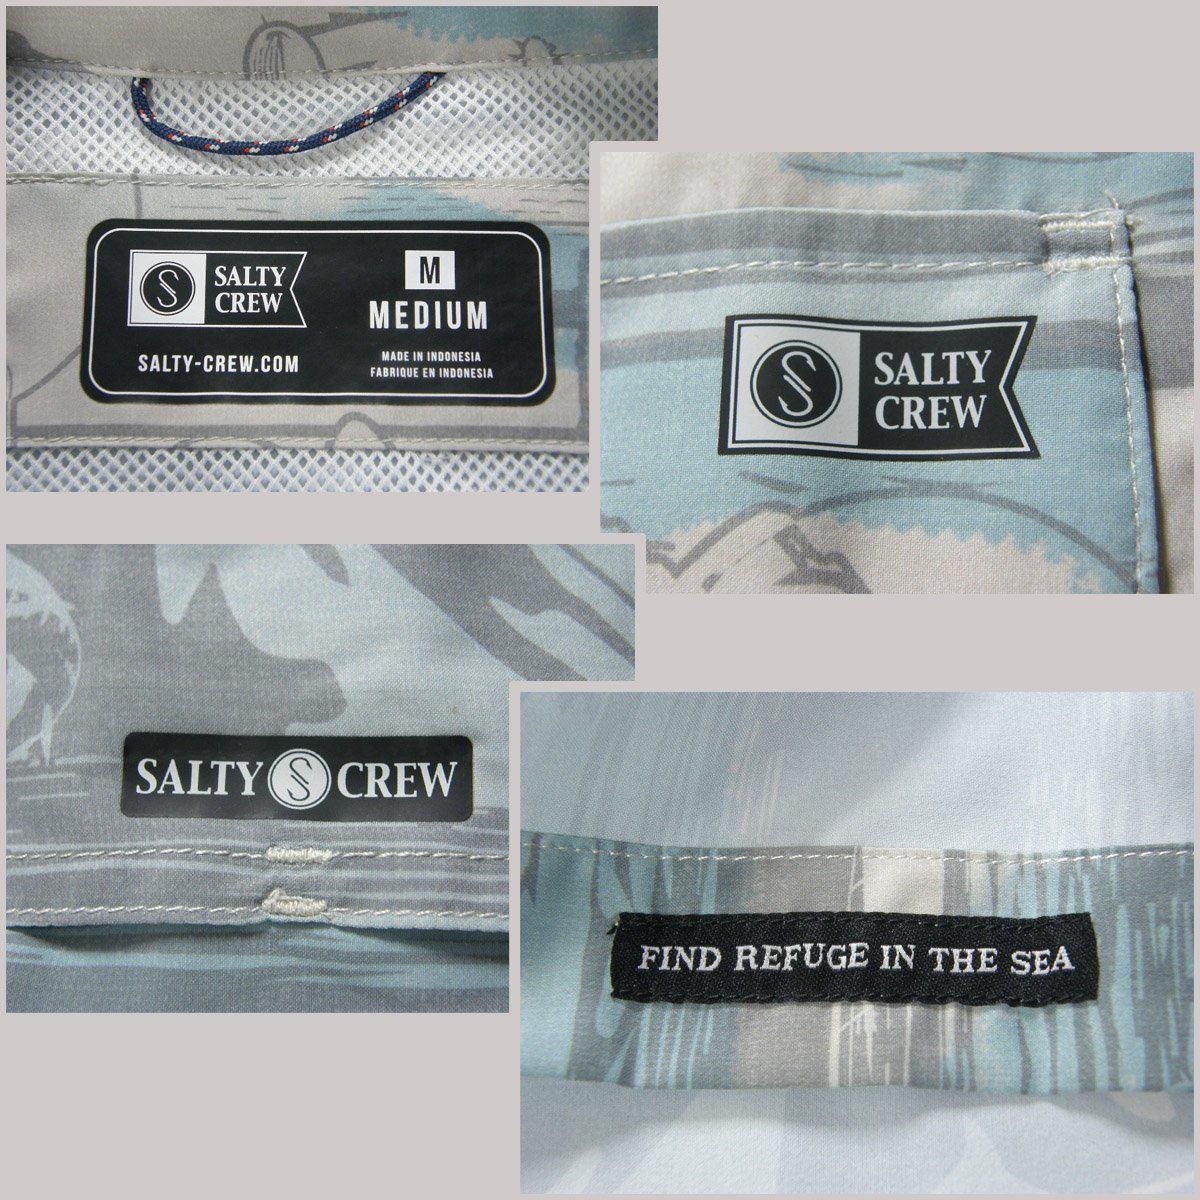 S
SALTY
CREW
SALTY-CREW.COM
M
MEDIUM
MADE IN INDONESIA
FABRIQUE EN INDONESIA
S
SALTY
CREW
SALTY S CREW
FIND REFUGE IN THE SEA